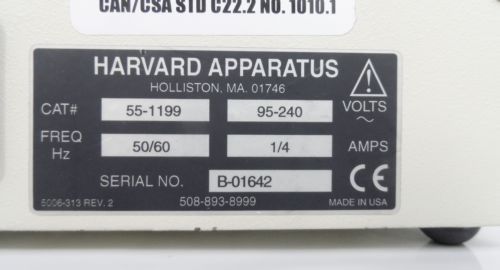 CAN/CSA STD C22.2 NO. 1010.1
HARVARD APPARATUS
HOLLISTON. MA. 01746
CAT# 55-1199 95-240 VOLTS ~
FREQ Hz 50/60 1/4 AMPS
SERIAL NO. B-01642 CE
5006-313 REV. 2 508-893-8999 MADE IN USA